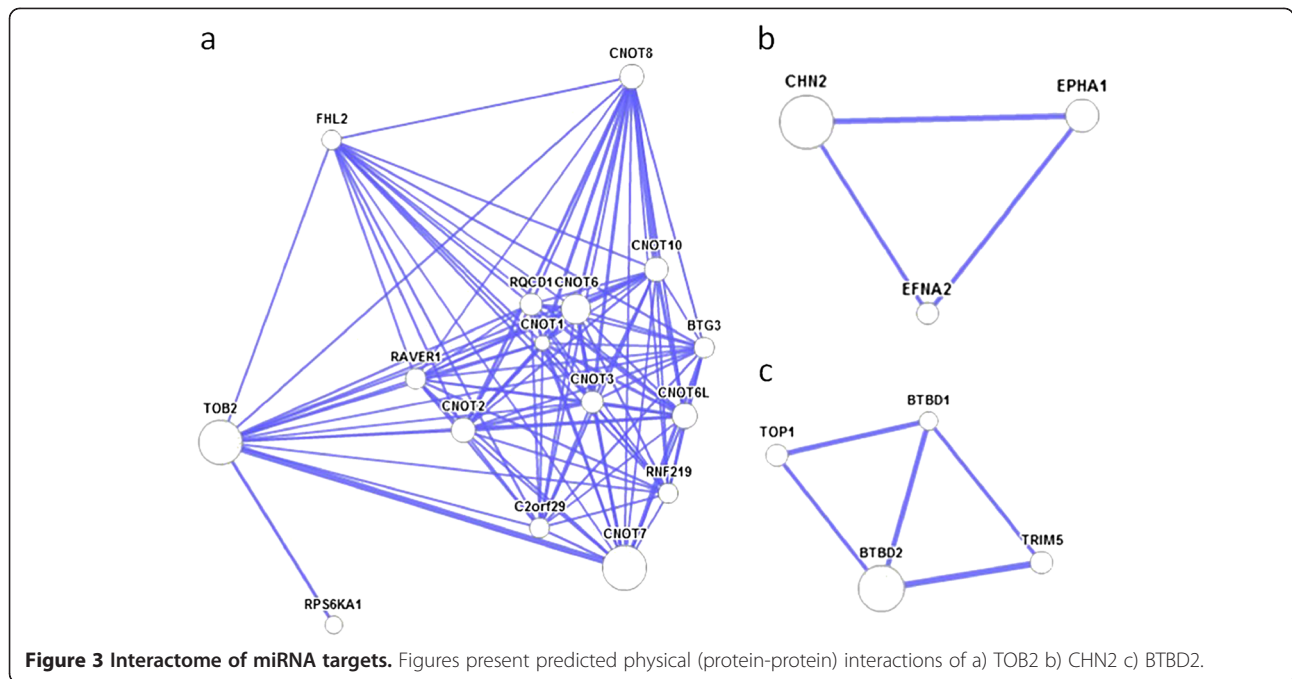 a
CNOT8
FHL2
CNOT10
RQCD1
CNOT6
CNOT1
BTG3
RAVER1
CNOT3
CNOT6L
TOB2
CNOT2
RNF219
C2orf29
CNOT7
RPS6KA1
b
CHN2
EPHA1
EFNA2
c
BTBD1
TOP1
TRIM5
BTBD2
Figure 3 Interactome of miRNA targets. Figures present predicted physical (protein-protein) interactions of a) TOB2 b) CHN2 c) BTBD2.